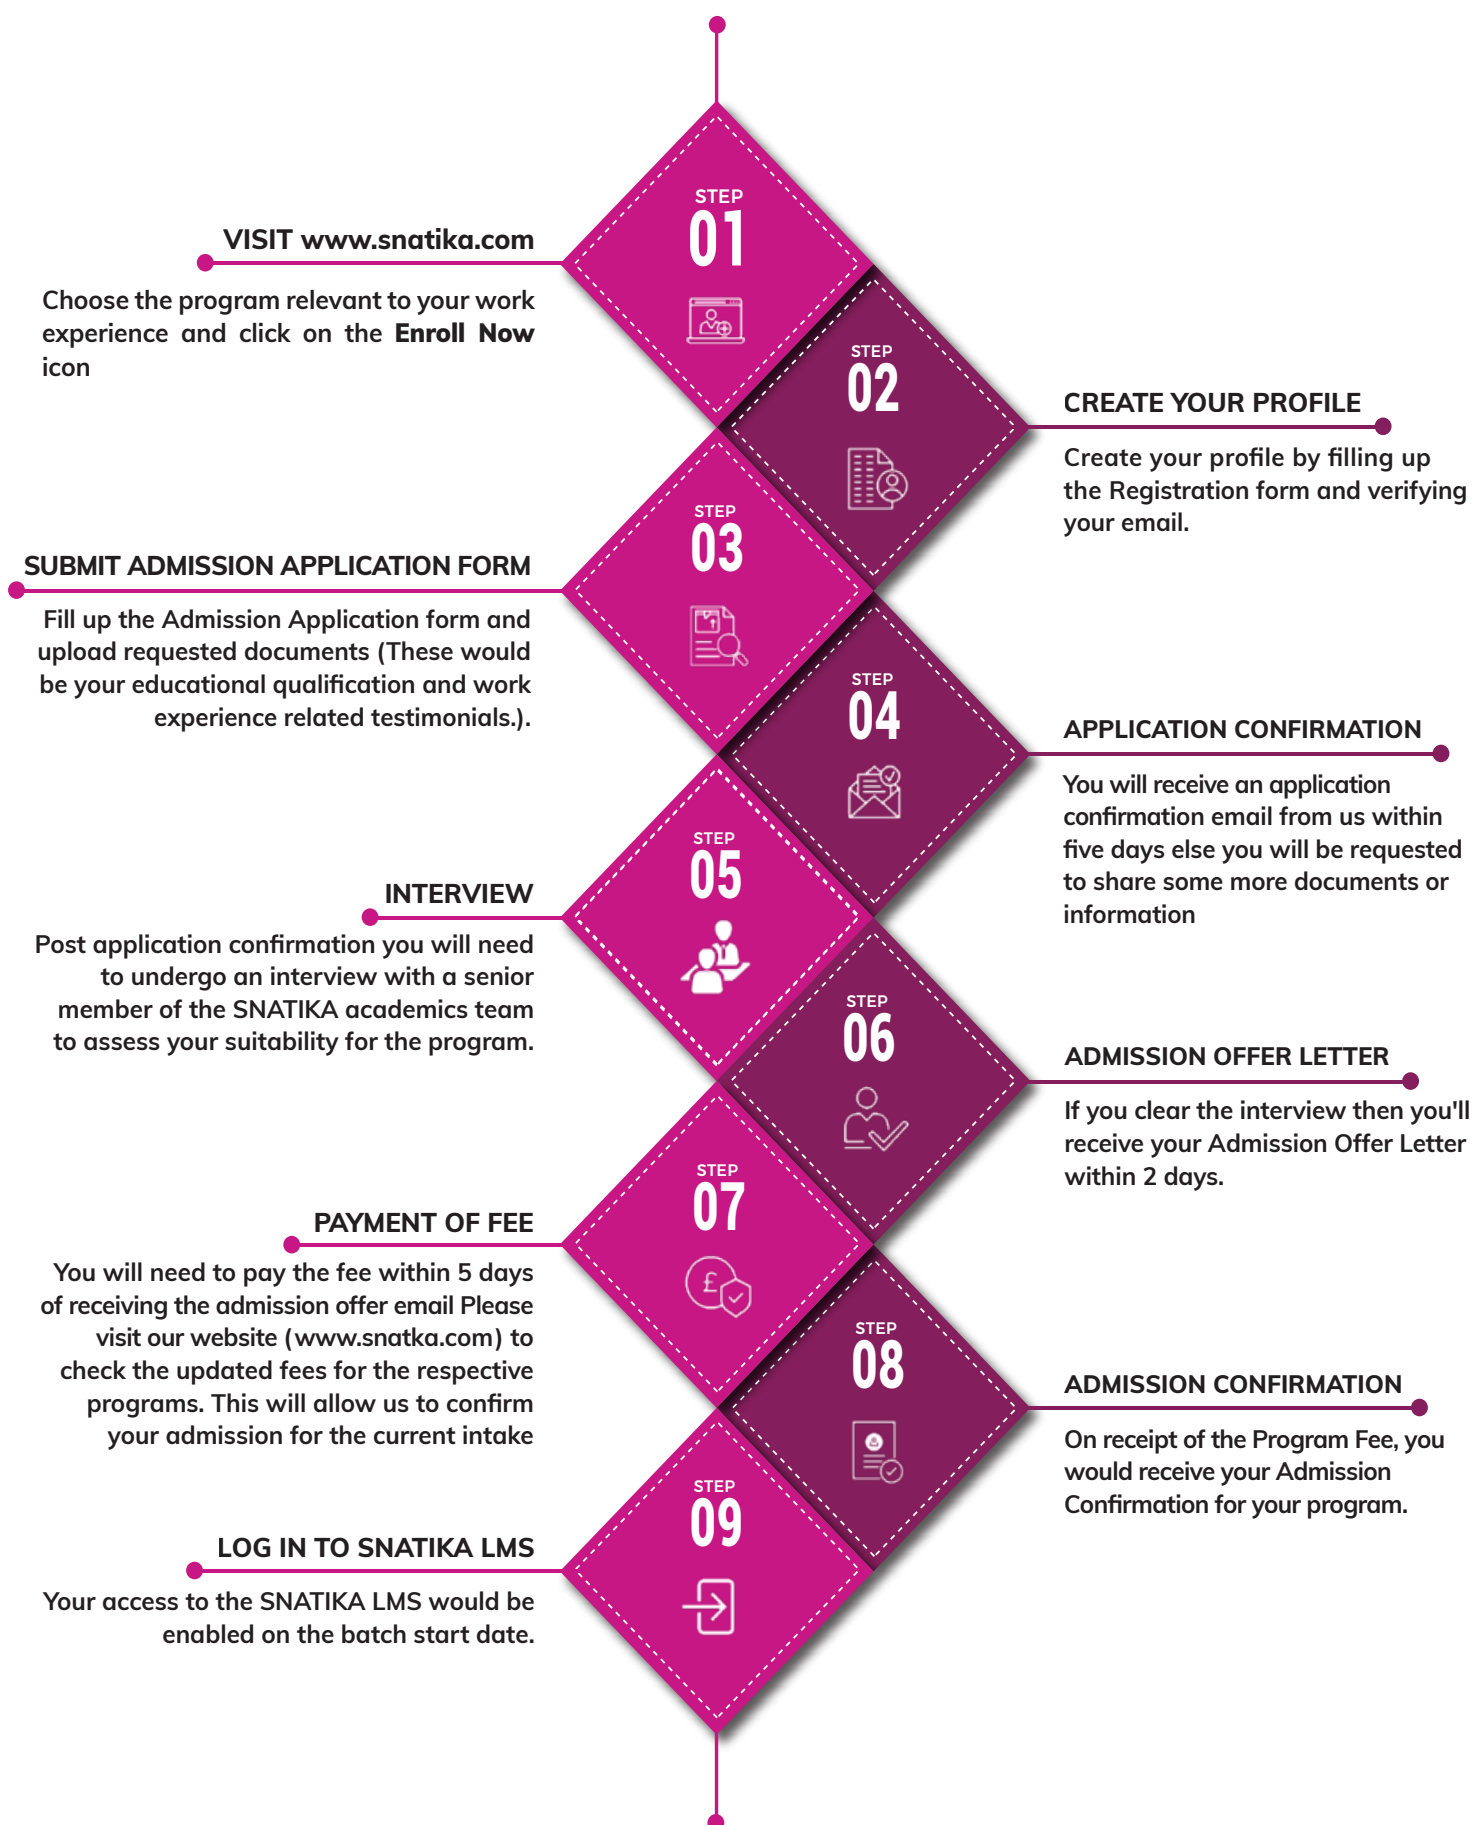 STEP
01
VISIT www.snatika.com
Choose the program relevant to your work
experience and click on the Enroll Now
icon
STEP
02
CREATE YOUR PROFILE
Create your profile by filling up
the Registration form and verifying
your email.
STEP
03
SUBMIT ADMISSION APPLICATION FORM
Fill up the Admission Application form and
upload requested documents (These would
be your educational qualification and work
experience related testimonials.).
STEP
04
APPLICATION CONFIRMATION
You will receive an application
confirmation email from us within
five days else you will be requested
to share some more documents or
information
STEP
05
INTERVIEW
Post application confirmation you will need
to undergo an interview with a senior
member of the SNATIKA academics team
to assess your suitability for the program.
STEP
06
ADMISSION OFFER LETTER
If you clear the interview then you'll
receive your Admission Offer Letter
within 2 days.
STEP
07
£
PAYMENT OF FEE
You will need to pay the fee within 5 days
of receiving the admission offer email Please
visit our website (www.snatka.com) to
check the updated fees for the respective
programs. This will allow us to confirm
your admission for the current intake
STEP
08
ADMISSION CONFIRMATION
On receipt of the Program Fee, you
would receive your Admission
Confirmation for your program.
STEP
09
LOG IN TO SNATIKA LMS
Your access to the SNATIKA LMS would be
enabled on the batch start date.